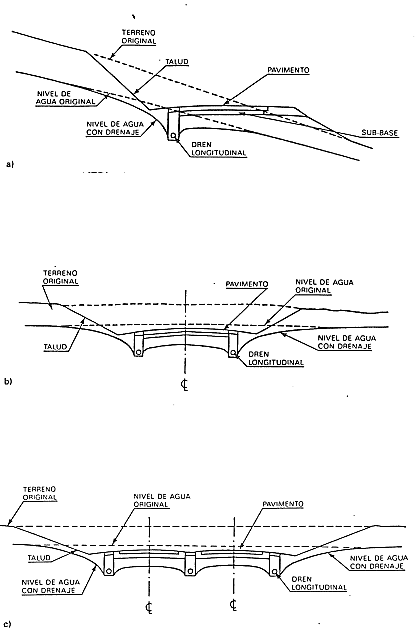 TERRENO
ORIGINAL
TALUD
PAVIMENTO
NIVEL DE
AGUA ORIGINAL
NIVEL DE AGUA
CON DRENAJE
SUB-BASE
DREN
LONGITUDINAL
a)
TERRENO
ORIGINAL
PAVIMENTO
NIVEL DE AGUA
ORIGINAL
TALUD
NIVEL DE AGUA
CON DRENAJE
DREN
LONGITUDINAL
b)
℄
TERRENO
ORIGINAL
NIVEL DE AGUA
ORIGINAL
PAVIMENTO
TALUD
NIVEL DE AGUA
CON DRENAJE
NIVEL DE AGUA
CON DRENAJE
DREN
LONGITUDINAL
℄
℄
c)